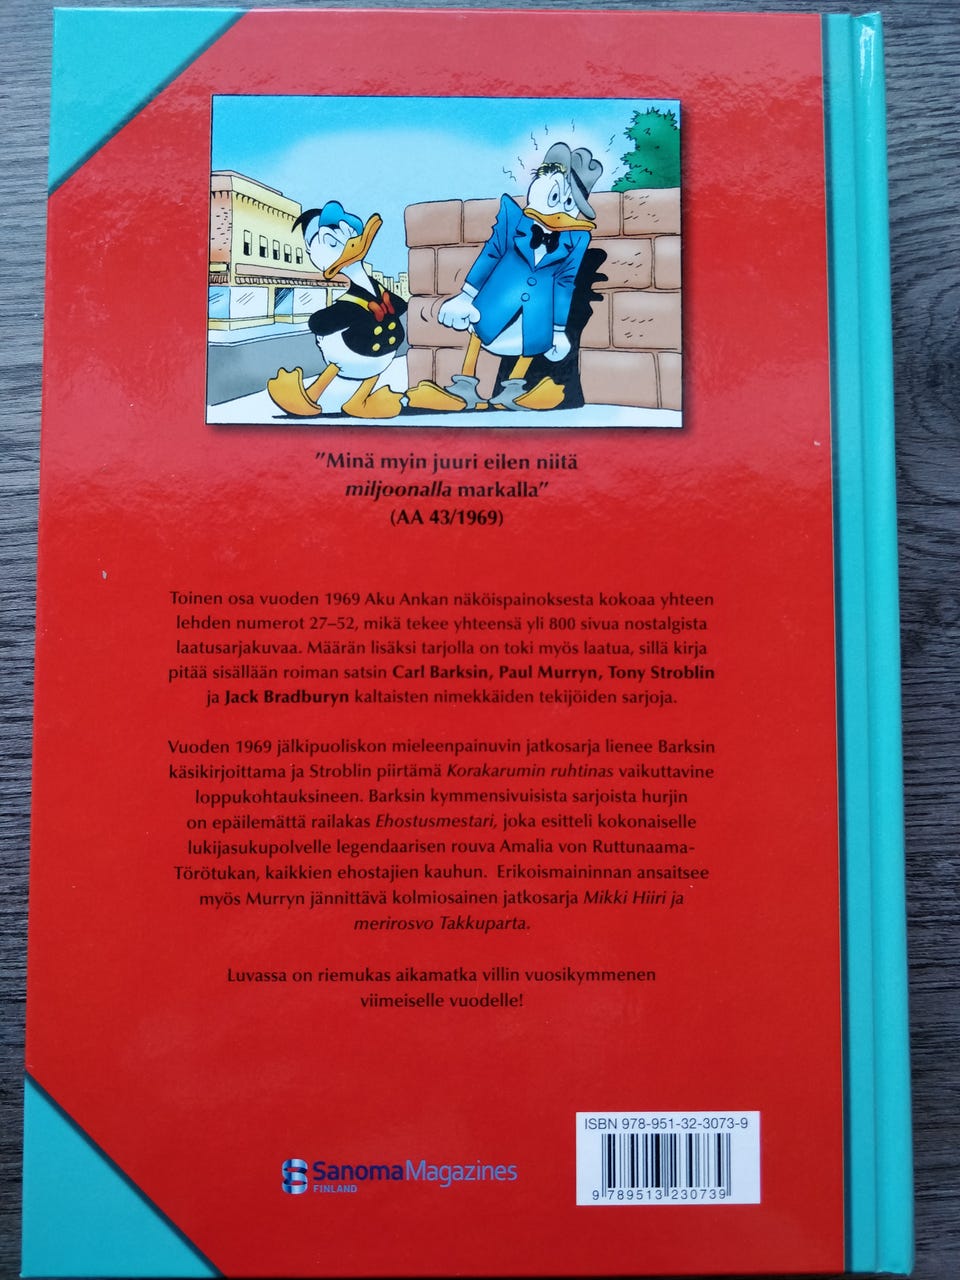 ”Minä myin juuri eilen niitä
miljoonalla markalla”
(AA 43/1969)
Toinen osa vuoden 1969 Aku Ankan näköispainoksesta kokoaa yhteen
lehden numerot 27–52, mikä tekee yhteensä yli 800 sivua nostalgista
laatusarjakuvaa. Määrän lisäksi tarjolla on toki myös laatua, sillä kirja
pitää sisällään roiman satsin Carl Barksin, Paul Murryn, Tony Stroblin
ja Jack Bradburyn kaltaisten nimekkäiden tekijöiden sarjoja.
Vuoden 1969 jälkipuoliskon mieleenpainuvin jatkosarja lienee Barksin
käsikirjoittama ja Stroblin piirtämä Korakarumin ruhtinas vaikuttavine
loppukohtauksineen. Barksin kymmensivuisista sarjoista hurjin
on epäilemättä railakas Ehostusmestari, joka esitteli kokonaiselle
lukijasukupolvelle legendaarisen rouva Amalia von Ruttunaama-
Törötukan, kaikkien ehostajien kauhun. Erikoismaininnan ansaitsee
myös Murryn jännittävä kolmiosainen jatkosarja Mikki Hiiri ja
merirosvo Takkuparta.
Luvassa on riemukas aikamatka villin vuosikymmenen
viimeiselle vuodelle!
ISBN 978-951-32-3073-9
9 789513 230739
SanomaMagazines
FINLAND